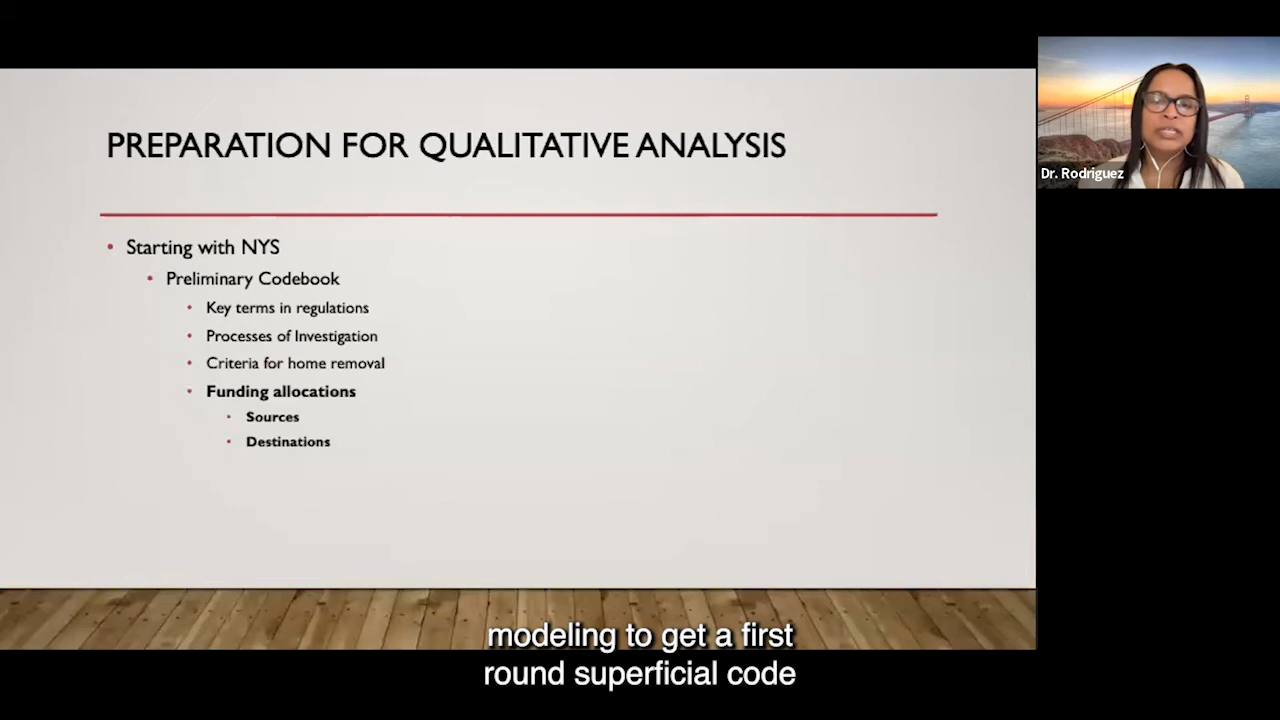 PREPARATION FOR QUALITATIVE ANALYSIS
Starting with NYS
Preliminary Codebook
Key terms in regulations
Processes of Investigation
Criteria for home removal
Funding allocations
Sources
Destinations
Dr. Rodriguez
modeling to get a first
round superficial code